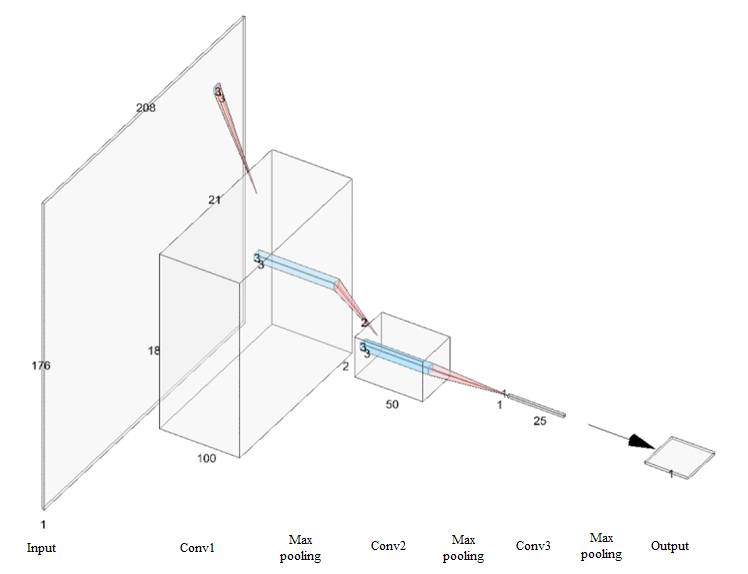 208
3
3
21
176
3
3
18
2
3
3
2
1
1
50
25
100
1
1
Input
Conv1
Max
pooling
Conv2
Max
pooling
Conv3
Max
pooling
Output